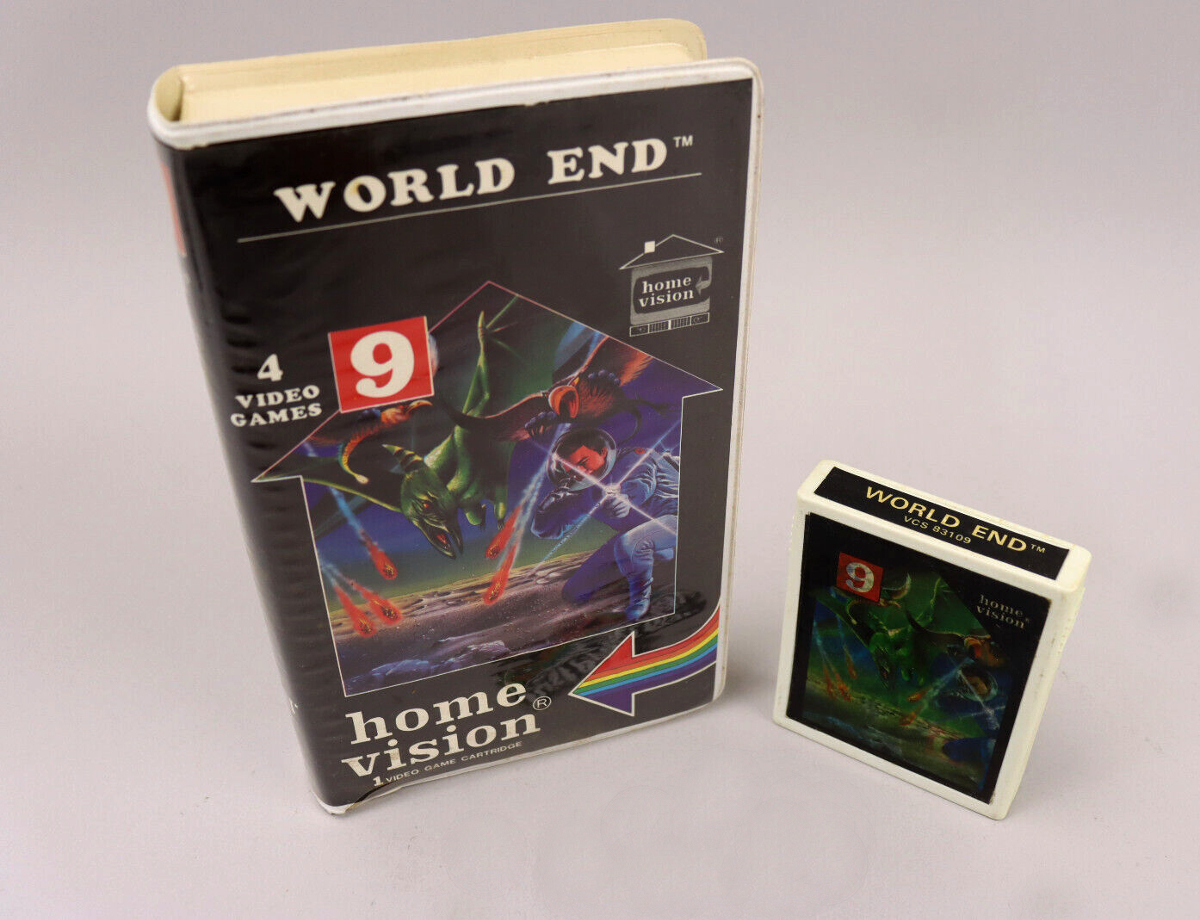 WORLD END™
home
vision
®
9
4
VIDEO
GAMES
home
vision®
1 VIDEO GAME CARTRIDGE
WORLD END™
VCS 83109
9
home
vision®